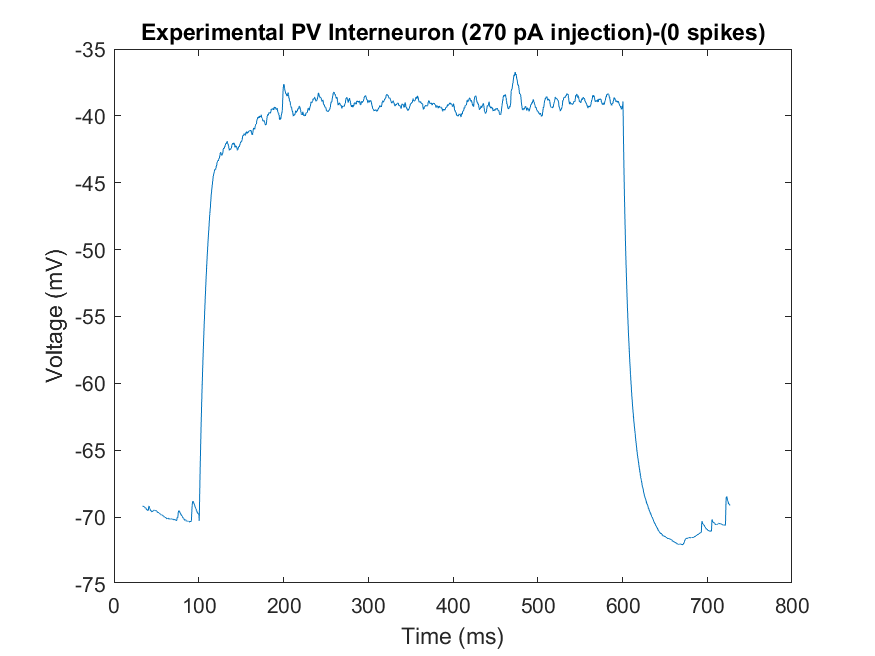 Experimental PV Interneuron (270 pA injection)-(0 spikes)
-35
-40
-45
-50
-55
-60
-65
-70
-75
Voltage (mV)
0 100 200 300 400 500 600 700 800
Time (ms)